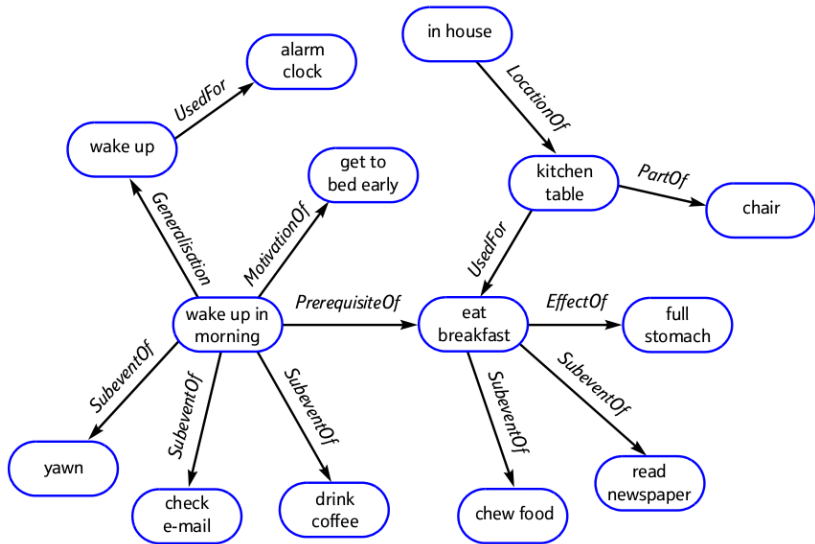 in house
alarm
clock
UsedFor
LocationOf
wake up
get to
bed early
kitchen
table
PartOf
chair
Generalisation
MotivationOf
UsedFor
wake up in
morning
PrerequisiteOf
eat
breakfast
EffectOf
full
stomach
SubeventOf
SubeventOf
SubeventOf
SubeventOf
SubeventOf
yawn
check
e-mail
drink
coffee
chew food
read
newspaper